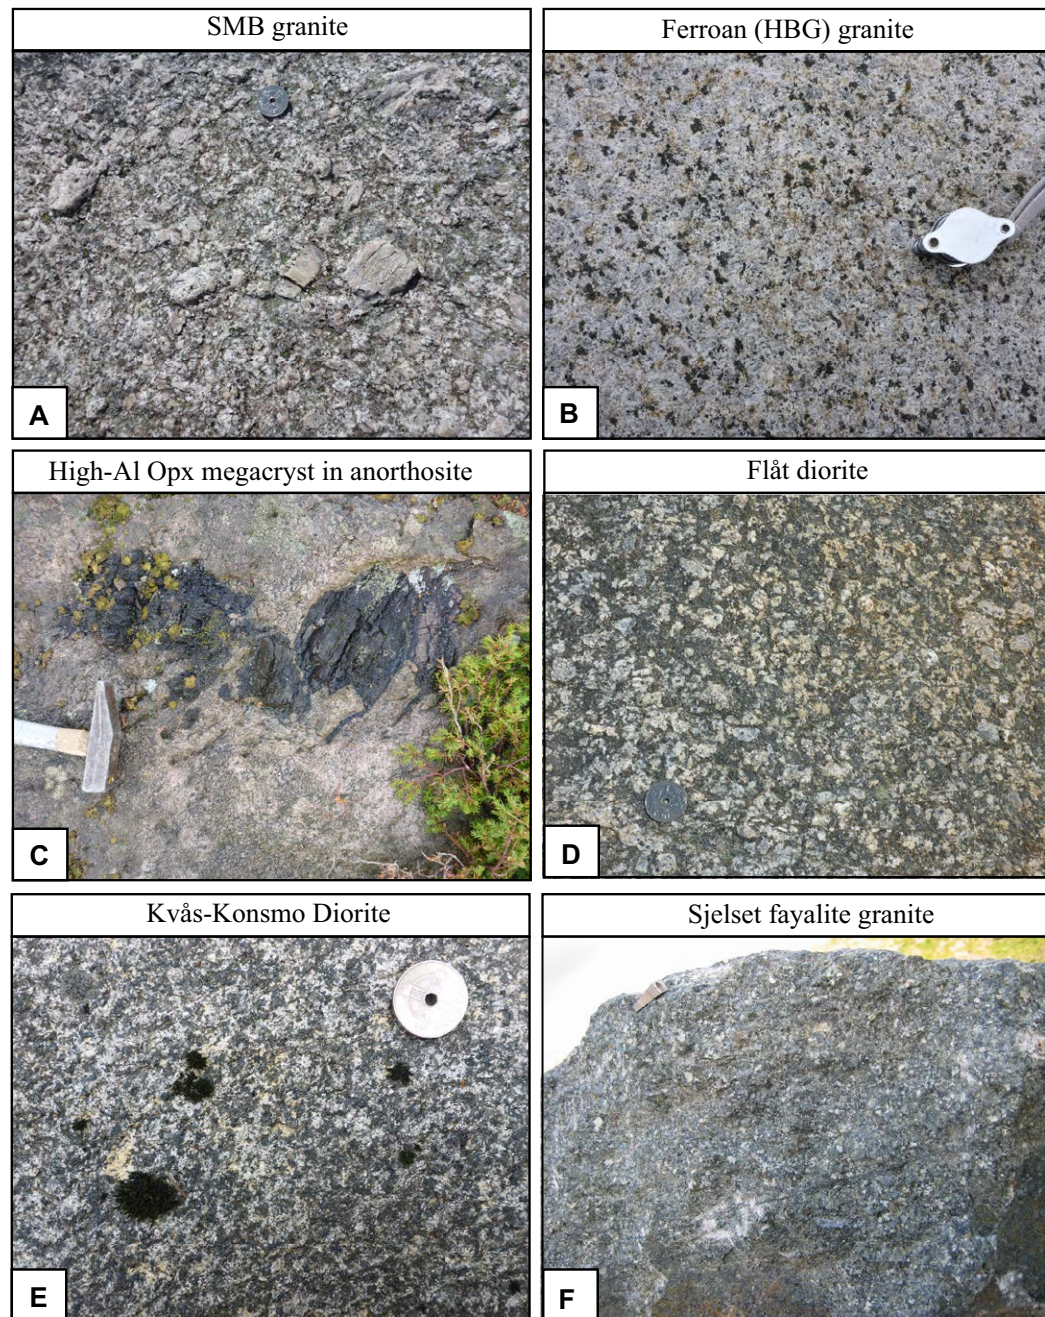 SMB granite
Ferroan (HBG) granite
A
B
High-Al Opx megacryst in anorthosite
Flåt diorite
C
D
Kvås-Konsmo Diorite
Sjelset fayalite granite
E
F